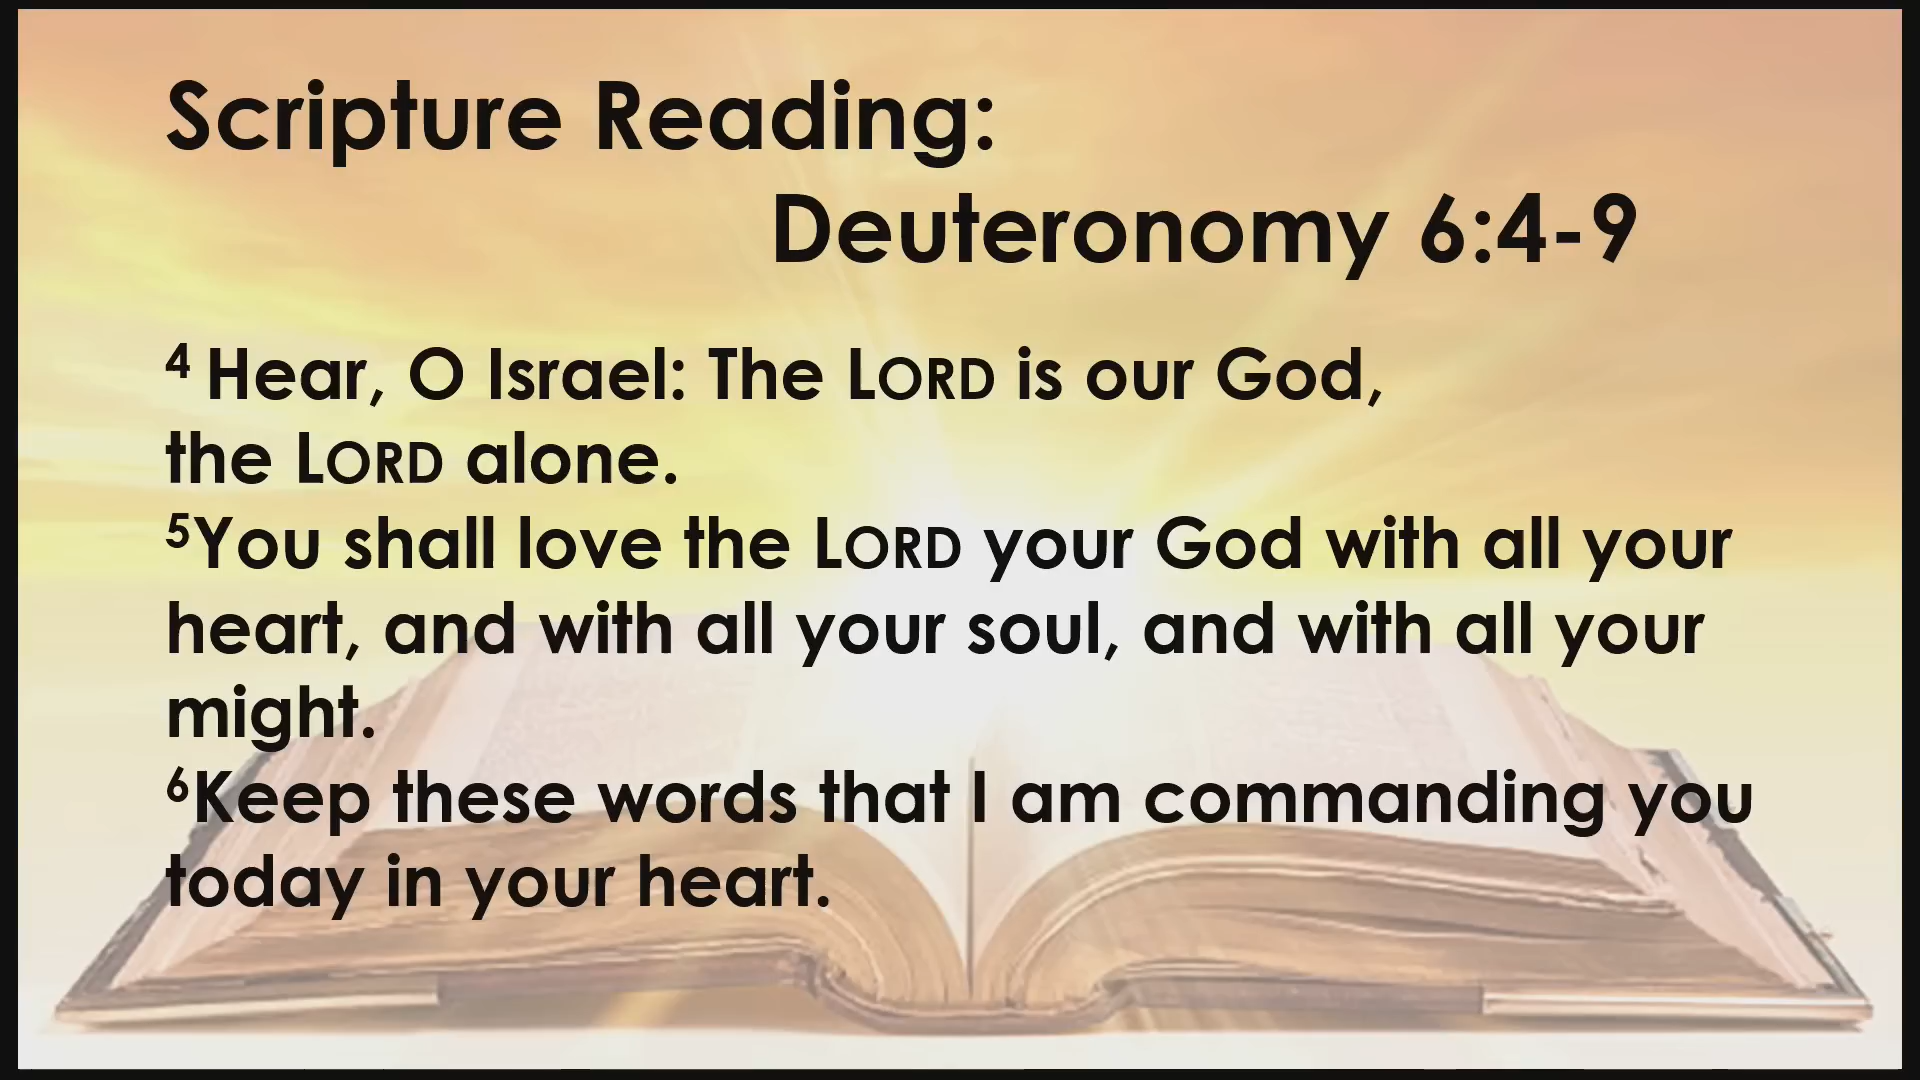 Scripture Reading:
Deuteronomy 6:4-9
4 Hear, O Israel: The LORD is our God,
the LORD alone.
5You shall love the LORD your God with all your
heart, and with all your soul, and with all your
might.
6Keep these words that I am commanding you
today in your heart.